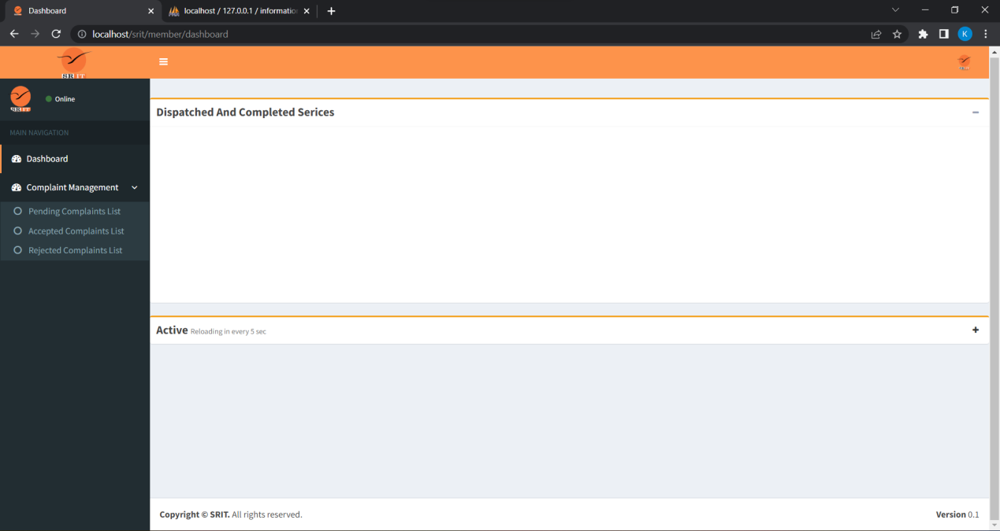 Dashboard
localhost / 127.0.0.1 / information
localhost/srit/member/dashboard
K
SRIT
SRIT
Online
MAIN NAVIGATION
Dashboard
Complaint Management
Pending Complaints List
Accepted Complaints List
Rejected Complaints List
Dispatched And Completed Serices
Active Reloading in every 5 sec
Copyright © SRIT. All rights reserved.
Version 0.1